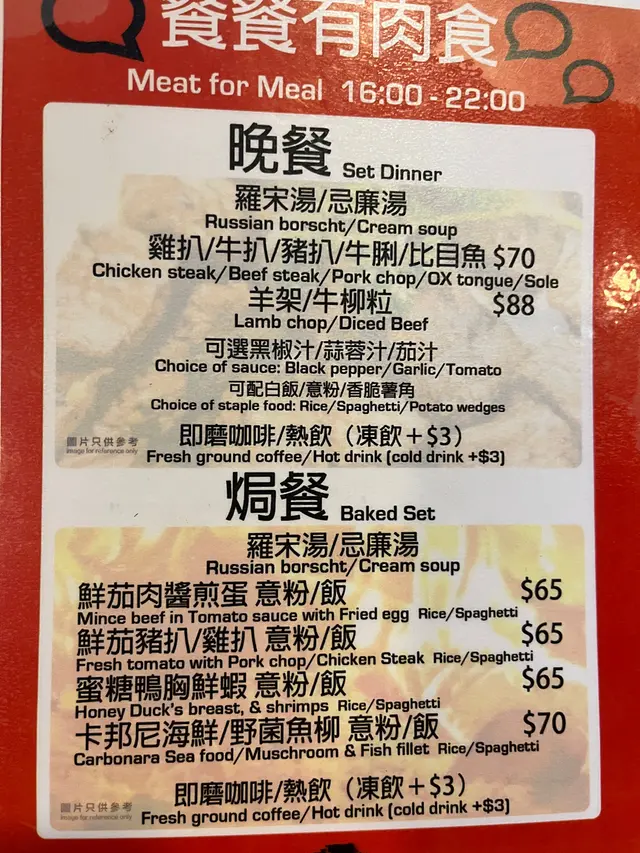 餐餐有肉食
Meat for Meal 16:00 - 22:00
晚餐 Set Dinner
羅宋湯/忌廉湯
Russian borscht/Cream soup
雞扒/牛扒/豬扒/牛脷/比目魚 $70
Chicken steak/Beef steak/Pork chop/OX tongue/Sole
羊架/牛柳粒 $88
Lamb chop/Diced Beef
可選黑椒汁/蒜蓉汁/茄汁
Choice of sauce: Black pepper/Garlic/Tomato
可配白飯/意粉/香脆薯角
Choice of staple food: Rice/Spaghetti/Potato wedges
即磨咖啡/熱飲（凍飲＋$3）
Fresh ground coffee/Hot drink (cold drink +$3)
圖片只供參考
Image for reference only
焗餐 Baked Set
羅宋湯/忌廉湯
Russian borscht/Cream soup
鮮茄肉醬煎蛋 意粉/飯 $65
Mince beef in Tomato sauce with Fried egg Rice/Spaghetti
鮮茄豬扒/雞扒 意粉/飯 $65
Fresh tomato with Pork chop/Chicken Steak Rice/Spaghetti
蜜糖鴨胸鮮蝦 意粉/飯 $65
Honey Duck's breast, & shrimps Rice/Spaghetti
卡邦尼海鮮/野菌魚柳 意粉/飯 $70
Carbonara Sea food/Muschroom & Fish fillet Rice/Spaghetti
即磨咖啡/熱飲（凍飲＋$3）
Fresh ground coffee/Hot drink (cold drink +$3)
圖片只供參考
Image for reference only